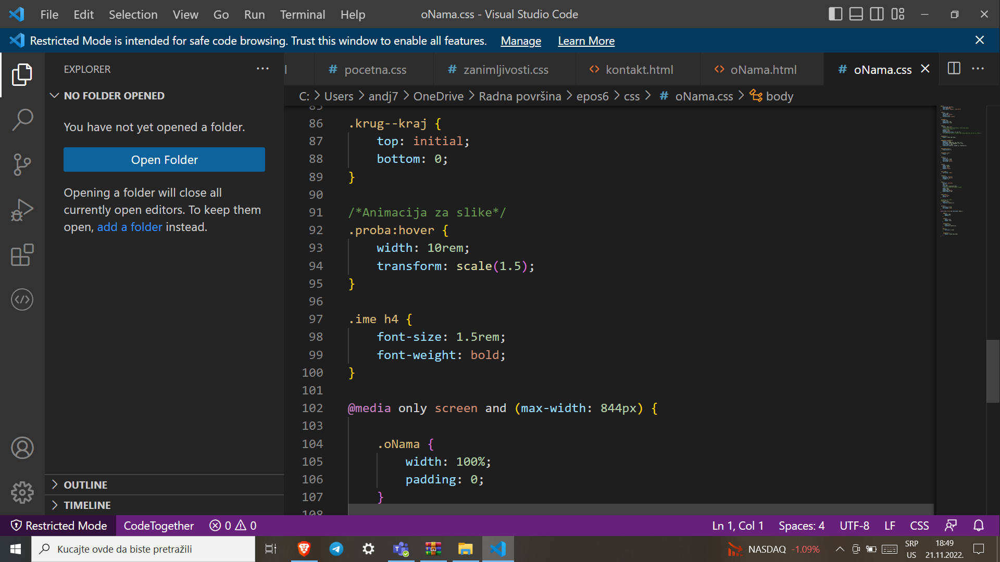 File Edit Selection View Go Run Terminal Help
oNama.css - Visual Studio Code
Restricted Mode is intended for safe code browsing. Trust this window to enable all features. Manage Learn More
EXPLORER
NO FOLDER OPENED
You have not yet opened a folder.
Open Folder
Opening a folder will close all
currently open editors. To keep them
open, add a folder instead.
OUTLINE
TIMELINE
# pocetna.css # zanimljivosti.css <> kontakt.html <> oNama.html # oNama.css
C: > Users > andj7 > OneDrive > Radna površina > epos6 > css > # oNama.css > body
85
86 .krug--kraj {
87 top: initial;
88 bottom: 0;
89 }
90
91 /*Animacija za slike*/
92 .proba:hover {
93 width: 10rem;
94 transform: scale(1.5);
95 }
96
97 .ime h4 {
98 font-size: 1.5rem;
99 font-weight: bold;
100 }
101
102 @media only screen and (max-width: 844px) {
103
104 .oNama {
105 width: 100%;
106 padding: 0;
107 }
108
Restricted Mode CodeTogether 0 0
Ln 1, Col 1 Spaces: 4 UTF-8 LF CSS
Kucajte ovde da biste pretražili
NASDAQ -1.09%
SRP
US
18:49
21.11.2022.